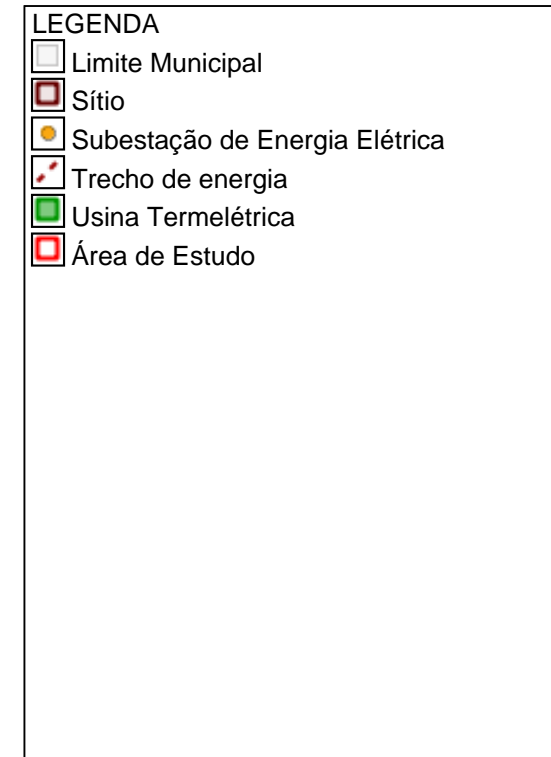 LEGENDA
Limite Municipal
Sítio
Subestação de Energia Elétrica
Trecho de energia
Usina Termelétrica
Área de Estudo